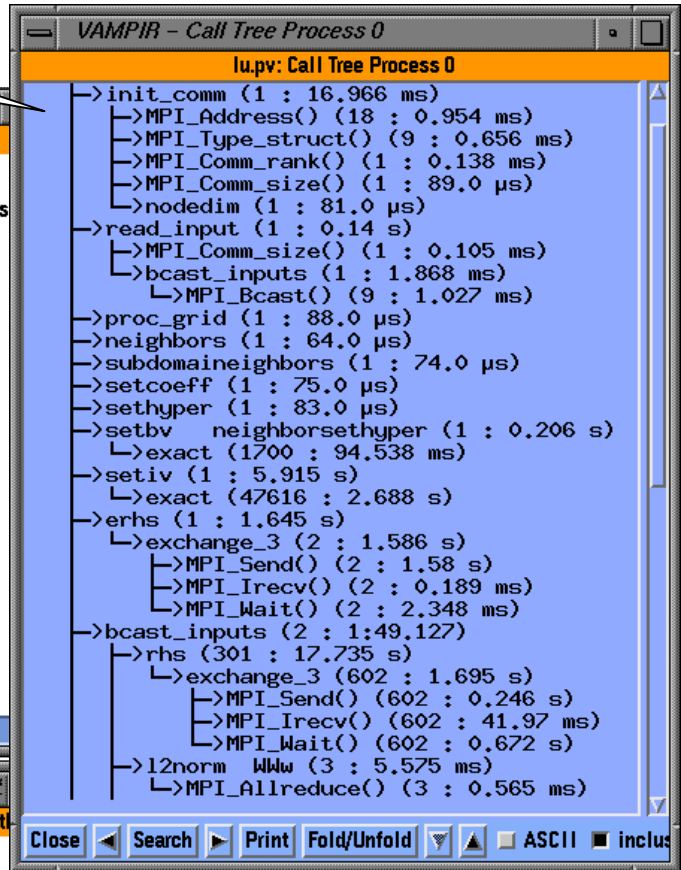 VAMPIR - Call Tree Process 0
lu.pv: Call Tree Process 0
->init_comm (1 : 16.966 ms)
->MPI_Address() (18 : 0.954 ms)
->MPI_Type_struct() (9 : 0.656 ms)
->MPI_Comm_rank() (1 : 0.138 ms)
->MPI_Comm_size() (1 : 89.0 µs)
->nodedim (1 : 81.0 µs)
->read_input (1 : 0.14 s)
->MPI_Comm_size() (1 : 0.105 ms)
->bcast_inputs (1 : 1.868 ms)
->MPI_Bcast() (9 : 1.027 ms)
->proc_grid (1 : 88.0 µs)
->neighbors (1 : 64.0 µs)
->subdomaineighbors (1 : 74.0 µs)
->setcoeff (1 : 75.0 µs)
->sethyper (1 : 83.0 µs)
->setbv neighborsethyper (1 : 0.206 s)
->exact (1700 : 94.538 ms)
->setiv (1 : 5.915 s)
->exact (47616 : 2.688 s)
->erhs (1 : 1.645 s)
->exchange_3 (2 : 1.586 s)
->MPI_Send() (2 : 1.58 s)
->MPI_Irecv() (2 : 0.189 ms)
->MPI_Wait() (2 : 2.348 ms)
->bcast_inputs (2 : 1:49.127)
->rhs (301 : 17.735 s)
->exchange_3 (602 : 1.695 s)
->MPI_Send() (602 : 0.246 s)
->MPI_Irecv() (602 : 41.97 ms)
->MPI_Wait() (602 : 0.672 s)
->l2norm WWw (3 : 5.575 ms)
->MPI_Allreduce() (3 : 0.565 ms)
Close Search Print Fold/Unfold ASCII inclus